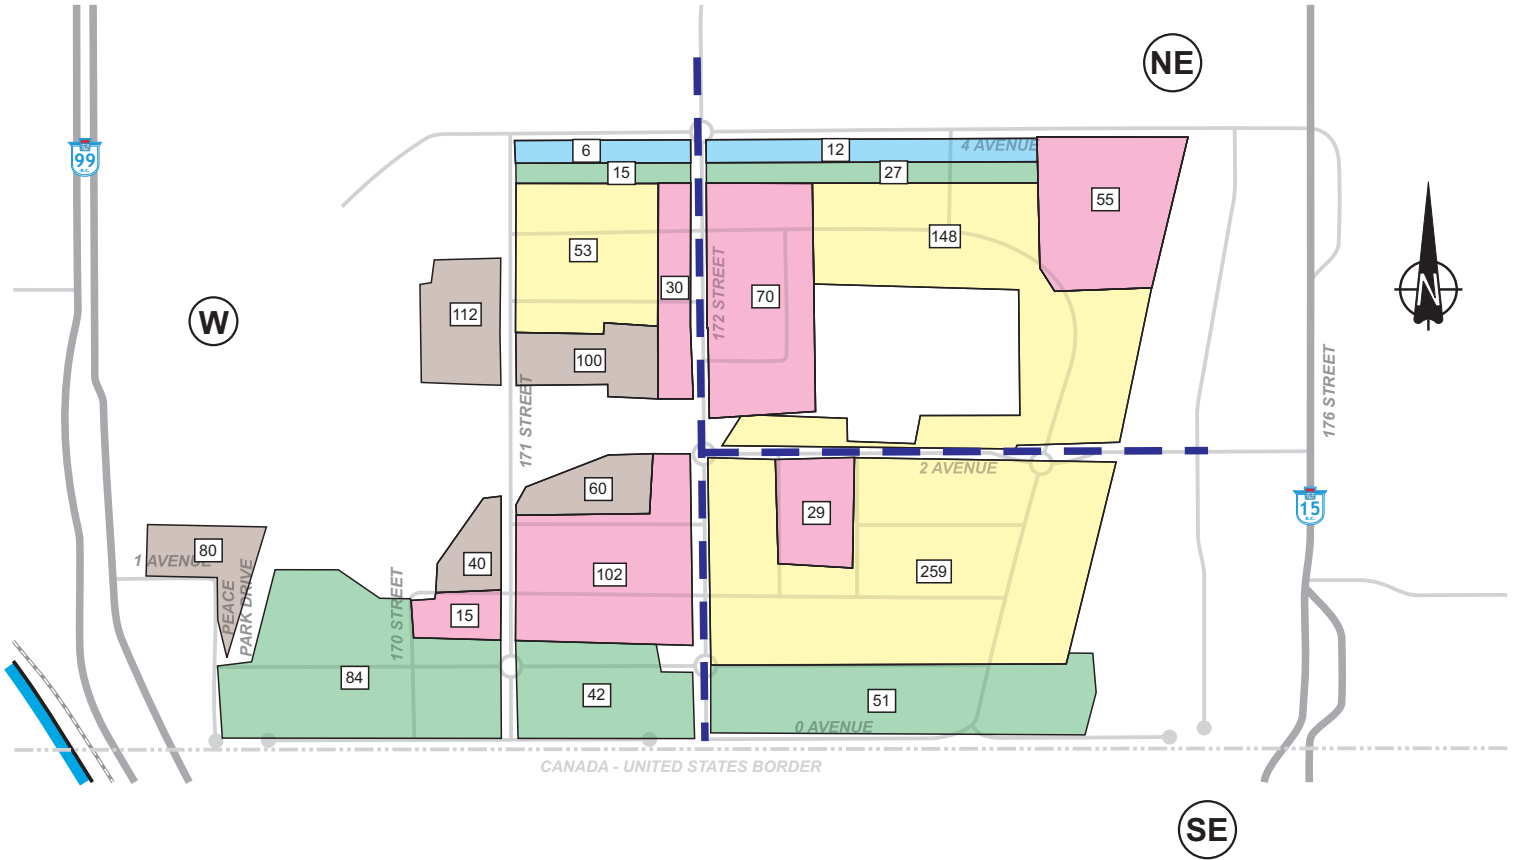 NE
6
12
4 AVENUE
99
B.C.
15
27
55
53
148
30
70
172 STREET
W
112
N
100
176 STREET
171 STREET
60
2 AVENUE
29
15
B.C.
80
1 AVENUE
40
102
259
PEACE
PARK DRIVE
170 STREET
15
84
42
51
0 AVENUE
CANADA - UNITED STATES BORDER
SE